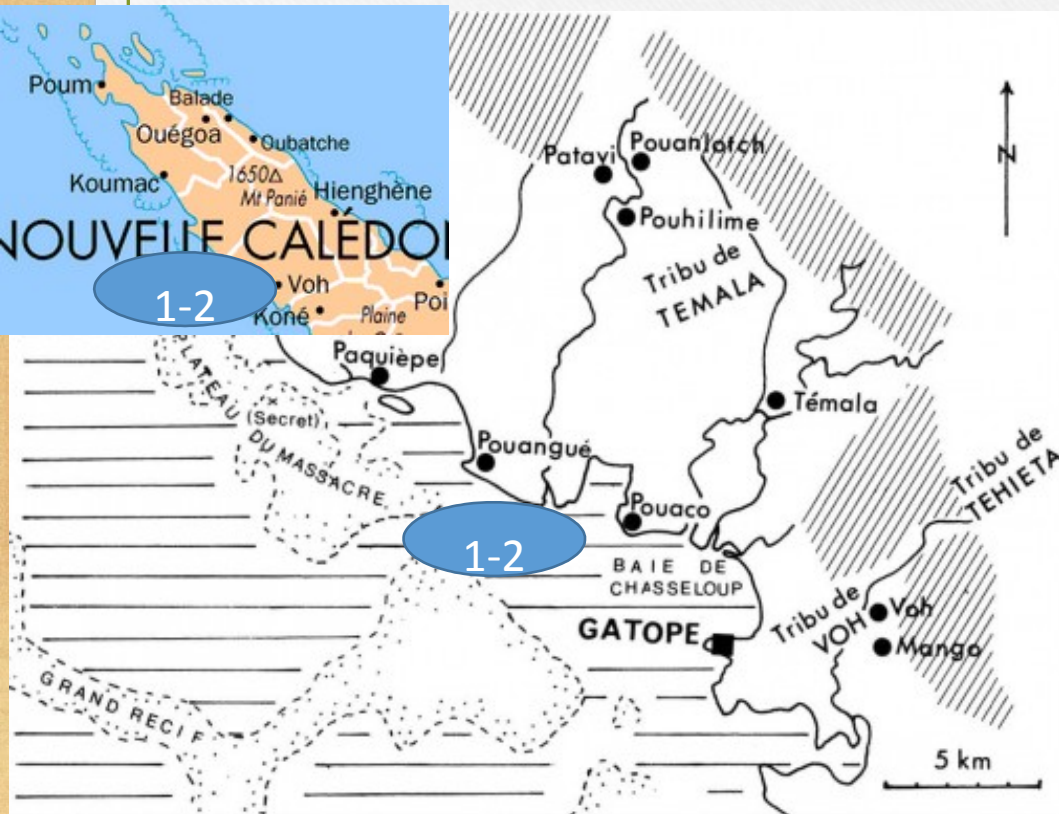 Poum
Balade
Ouégoa
Oubatche
Koumac
1650△
Mt Panié
Hienghène
NOUVELLE CALÉDO
1-2
Voh
Koné
Poi
Plaine
N
Patavi
Pouanlotch
Pouhilime
Tribu de
TEMALA
Paquièpe
PLATEAU
(Secret)
DU MASSACRE
Témala
Pouangué
Tribu de
TEHIETA
Pouaco
1-2
BAIE DE
CHASSELOUP
GATOPE
Tribu de
VOH
Voh
Mango
GRAND RECIF
5 km